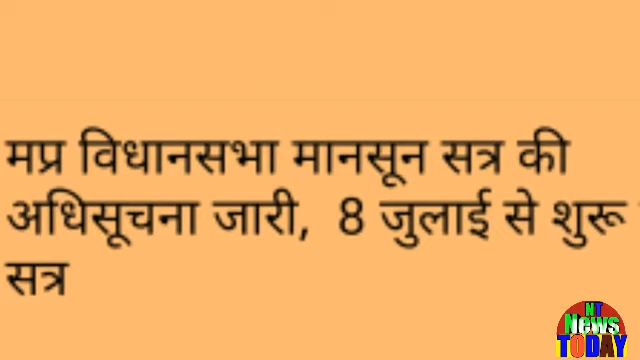 मप्र विधानसभा मानसून सत्र की
अधिसूचना जारी,  8 जुलाई से शुरू
सत्र
NT
News
TODAY